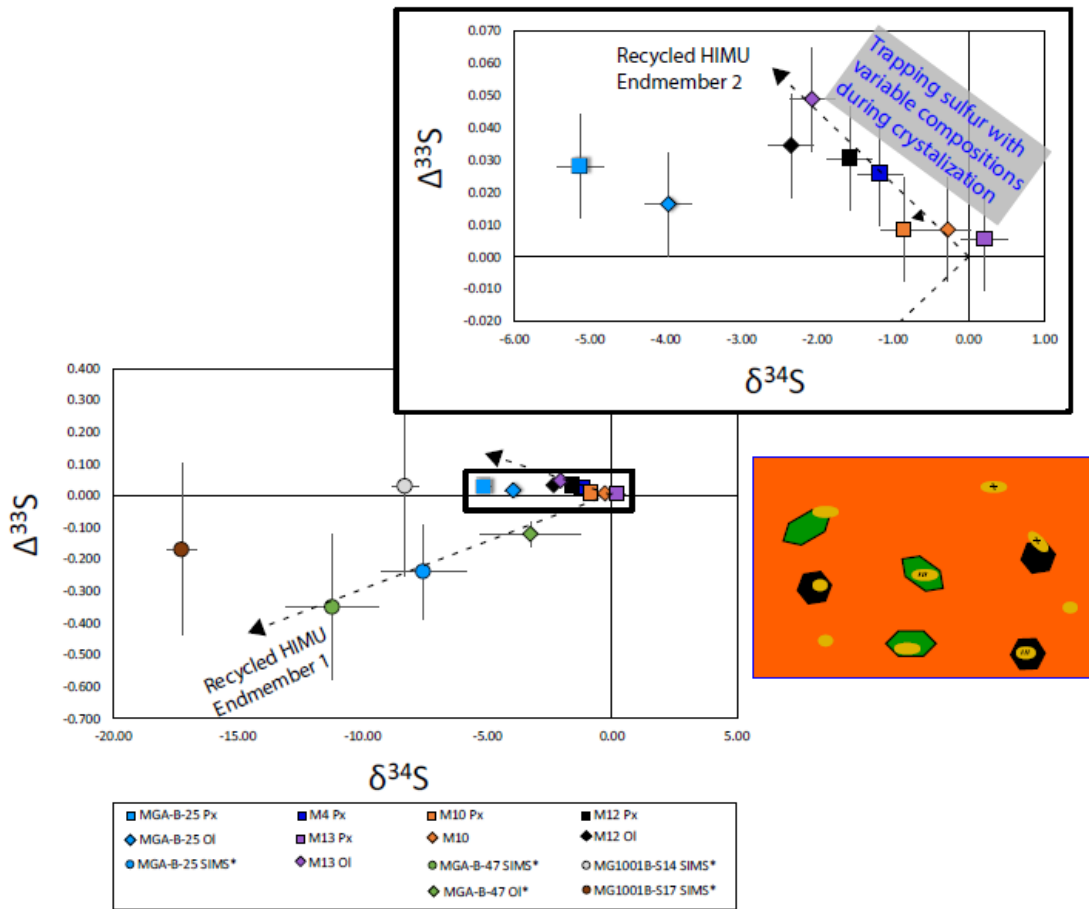 0.070
0.060
0.050
0.040
0.030
0.020
0.010
0.000
-0.010
-0.020
Δ³³S
Recycled HIMU
Endmember 2
Trapping sulfur with
variable compositions
during crystalization
-6.00 -5.00 -4.00 -3.00 -2.00 -1.00 0.00 1.00
δ³⁴S
0.400
0.300
0.200
0.100
0.000
-0.100
-0.200
-0.300
-0.400
-0.500
-0.600
-0.700
Δ³³S
Recycled HIMU
Endmember 1
-20.00 -15.00 -10.00 -5.00 0.00 5.00
δ³⁴S
MGA-B-25 Px M4 Px M10 Px M12 Px
MGA-B-25 Ol M13 Px M10 M12 Ol
MGA-B-25 SIMS* M13 Ol MGA-B-47 SIMS* MG1001B-S14 SIMS*
MGA-B-47 Ol* MG1001B-S17 SIMS*